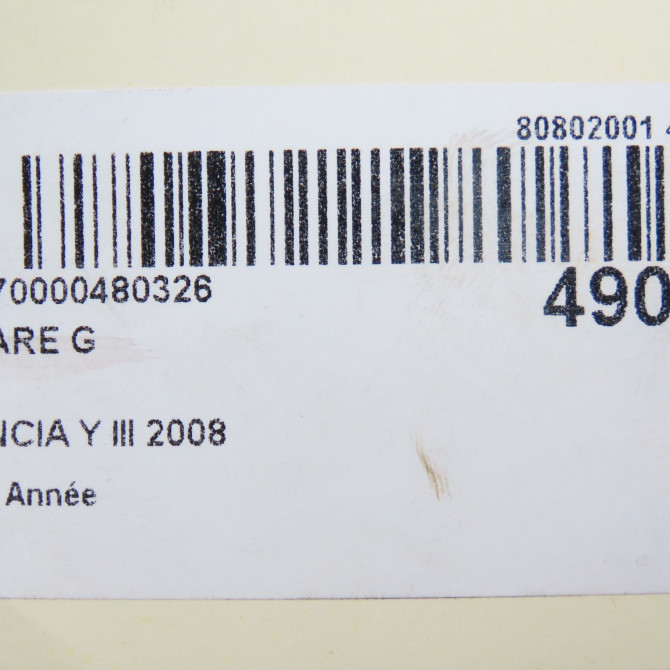 80802001
70000480326
490
ARE G
NCIA Y III 2008
Année